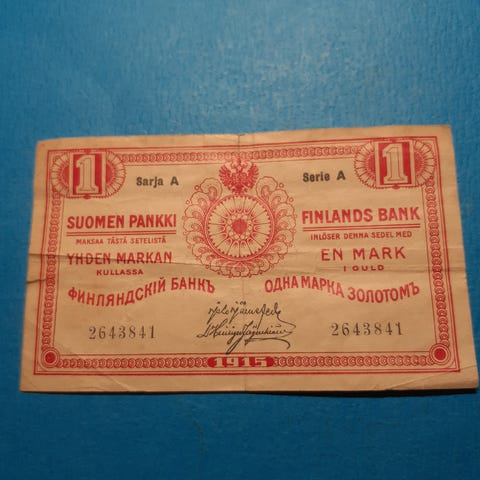 1 1
Sarja A Serie A
SUOMEN PANKKI
MAKSAA TÄSTÄ SETELISTÄ
YHDEN MARKAN
KULLASSA
FINLANDS BANK
INLÖSER DENNA SEDEL MED
EN MARK
I GULD
ФИНЛЯНДСКІЙ БАНКЪ ОДНА МАРКА ЗОЛОТОМЪ
2643841 2643841
1915